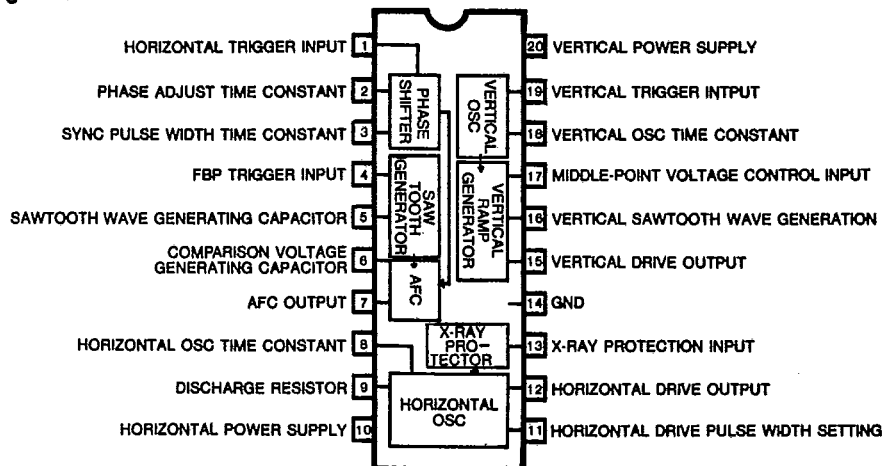 HORIZONTAL TRIGGER INPUT 1
PHASE ADJUST TIME CONSTANT 2
SYNC PULSE WIDTH TIME CONSTANT 3
FBP TRIGGER INPUT 4
SAWTOOTH WAVE GENERATING CAPACITOR 5
COMPARISON VOLTAGE
GENERATING CAPACITOR 6
AFC OUTPUT 7
HORIZONTAL OSC TIME CONSTANT 8
DISCHARGE RESISTOR 9
HORIZONTAL POWER SUPPLY 10
PHASE
SHIFTER
SAW
TOOTH
GENERATOR
AFC
VERTICAL
OSC
VERTICAL
RAMP
GENERATOR
X-RAY
PRO-
TECTOR
HORIZONTAL
OSC
20 VERTICAL POWER SUPPLY
19 VERTICAL TRIGGER INTPUT
18 VERTICAL OSC TIME CONSTANT
17 MIDDLE-POINT VOLTAGE CONTROL INPUT
16 VERTICAL SAWTOOTH WAVE GENERATION
15 VERTICAL DRIVE OUTPUT
14 GND
13 X-RAY PROTECTION INPUT
12 HORIZONTAL DRIVE OUTPUT
11 HORIZONTAL DRIVE PULSE WIDTH SETTING